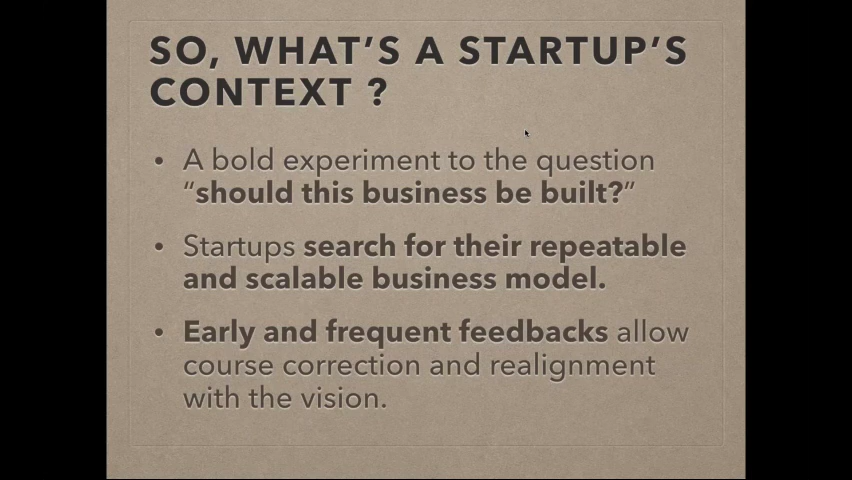 SO, WHAT’S A STARTUP’S
CONTEXT ?
• A bold experiment to the question
“should this business be built?”
• Startups search for their repeatable
and scalable business model.
• Early and frequent feedbacks allow
course correction and realignment
with the vision.